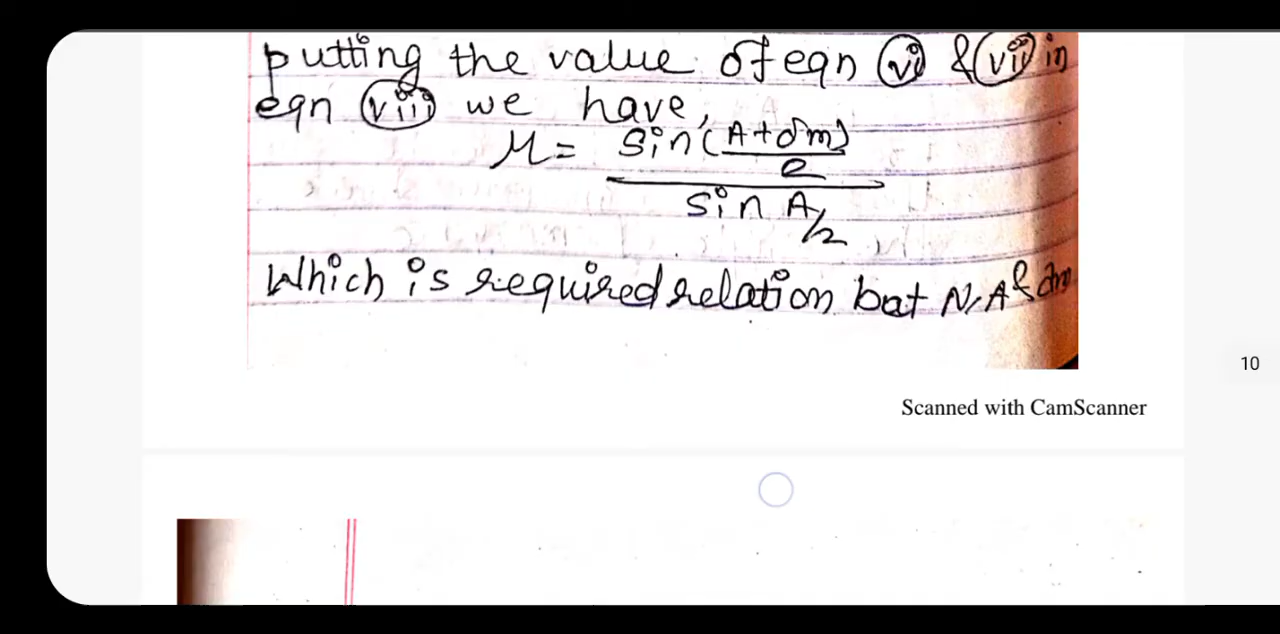 putting the value of eqn (vi) & (vii) in
eqn (viii) we have,
μ = sin(A+δm)
2
sin A/2
Which is required relation bet N, A & dm
10
Scanned with CamScanner